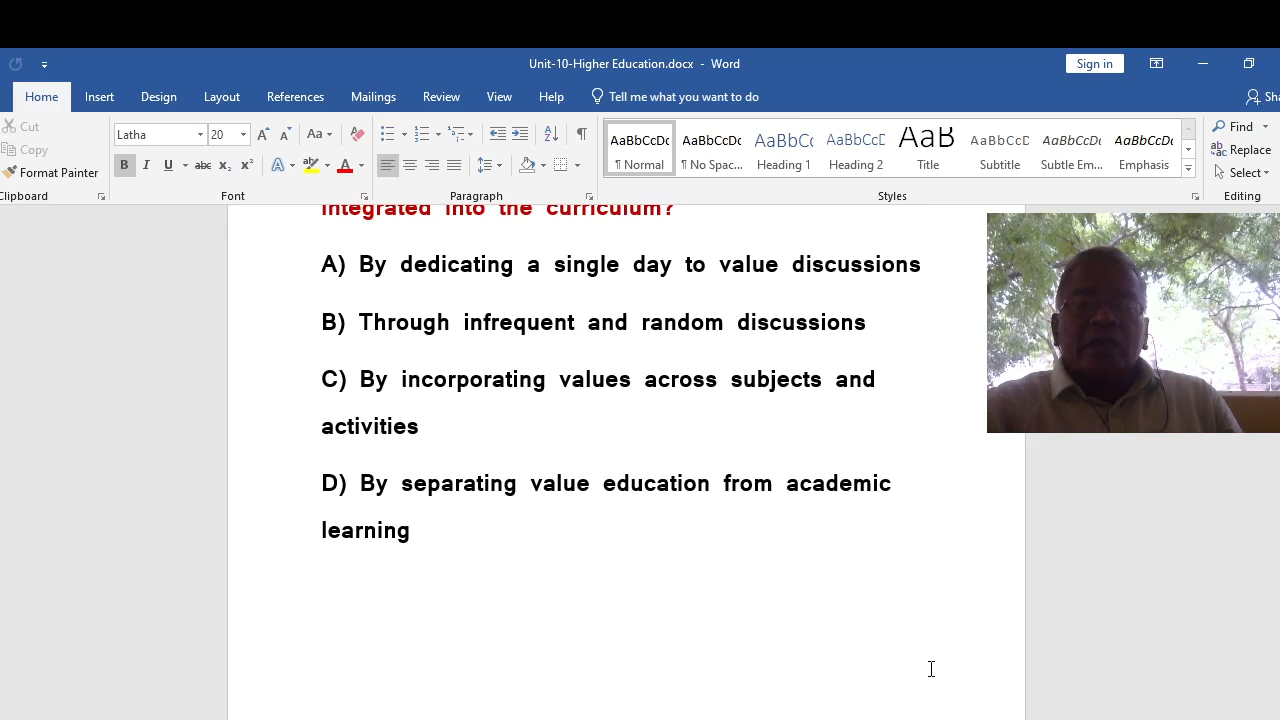 Unit-10-Higher Education.docx - Word
Sign in
Home Insert Design Layout References Mailings Review View Help Tell me what you want to do
Cut
Copy
Format Painter
Clipboard
Latha 20
Font
Paragraph
AaBbCcDc AaBbCcDc AaBbC AaBbCcD AaB AaBbCcD AaBbCcDc AaBbCcDc
¶ Normal ¶ No Spac... Heading 1 Heading 2 Title Subtitle Subtle Em... Emphasis
Styles
Find
Replace
Select
Editing
integrated into the curriculum?
A) By dedicating a single day to value discussions
B) Through infrequent and random discussions
C) By incorporating values across subjects and
activities
D) By separating value education from academic
learning